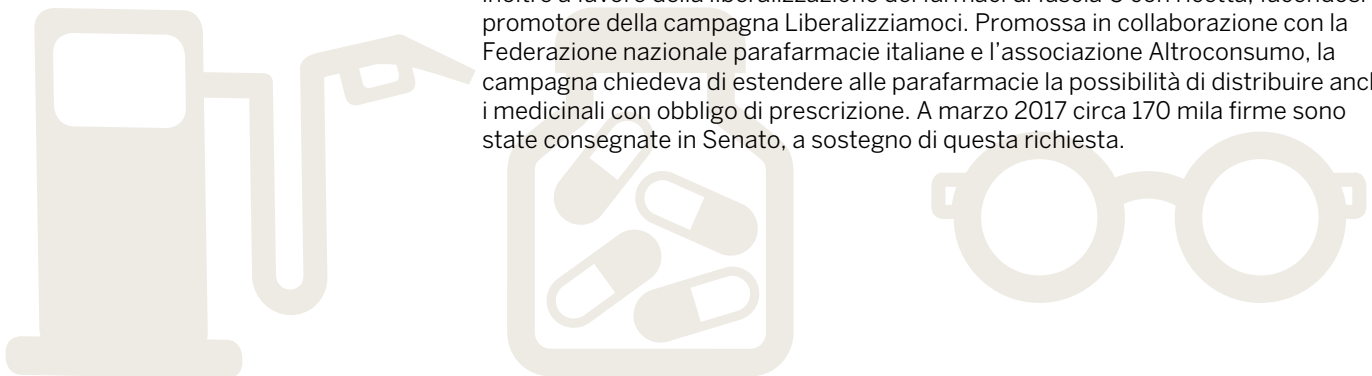 inoltre a favore della liberalizzazione dei farmaci di fascia C con ricetta, facendosi
promotore della campagna Liberalizziamoci. Promossa in collaborazione con la
Federazione nazionale parafarmacie italiane e l'associazione Altroconsumo, la
campagna chiedeva di estendere alle parafarmacie la possibilità di distribuire anch
i medicinali con obbligo di prescrizione. A marzo 2017 circa 170 mila firme sono
state consegnate in Senato, a sostegno di questa richiesta.